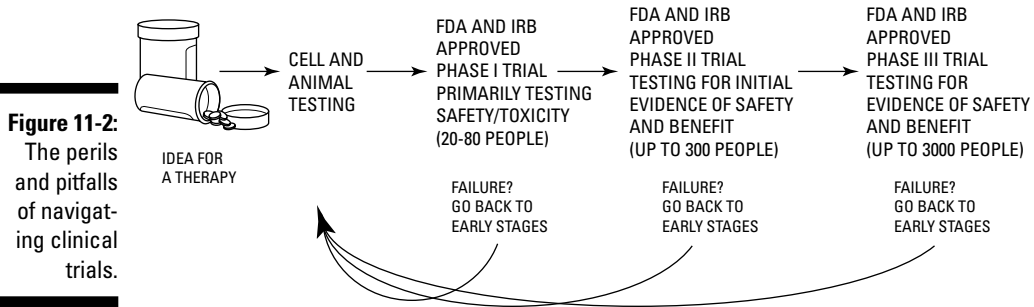 Figure 11-2:
The perils
and pitfalls
of navigat-
ing clinical
trials.
IDEA FOR
A THERAPY
CELL AND
ANIMAL
TESTING
FDA AND IRB
APPROVED
PHASE I TRIAL
PRIMARILY TESTING
SAFETY/TOXICITY
(20-80 PEOPLE)
FDA AND IRB
APPROVED
PHASE II TRIAL
TESTING FOR INITIAL
EVIDENCE OF SAFETY
AND BENEFIT
(UP TO 300 PEOPLE)
FDA AND IRB
APPROVED
PHASE III TRIAL
TESTING FOR
EVIDENCE OF SAFETY
AND BENEFIT
(UP TO 3000 PEOPLE)
FAILURE?
GO BACK TO
EARLY STAGES
FAILURE?
GO BACK TO
EARLY STAGES
FAILURE?
GO BACK TO
EARLY STAGES